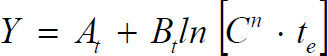 Y = A_t + B_t ln [C^n · t_e]